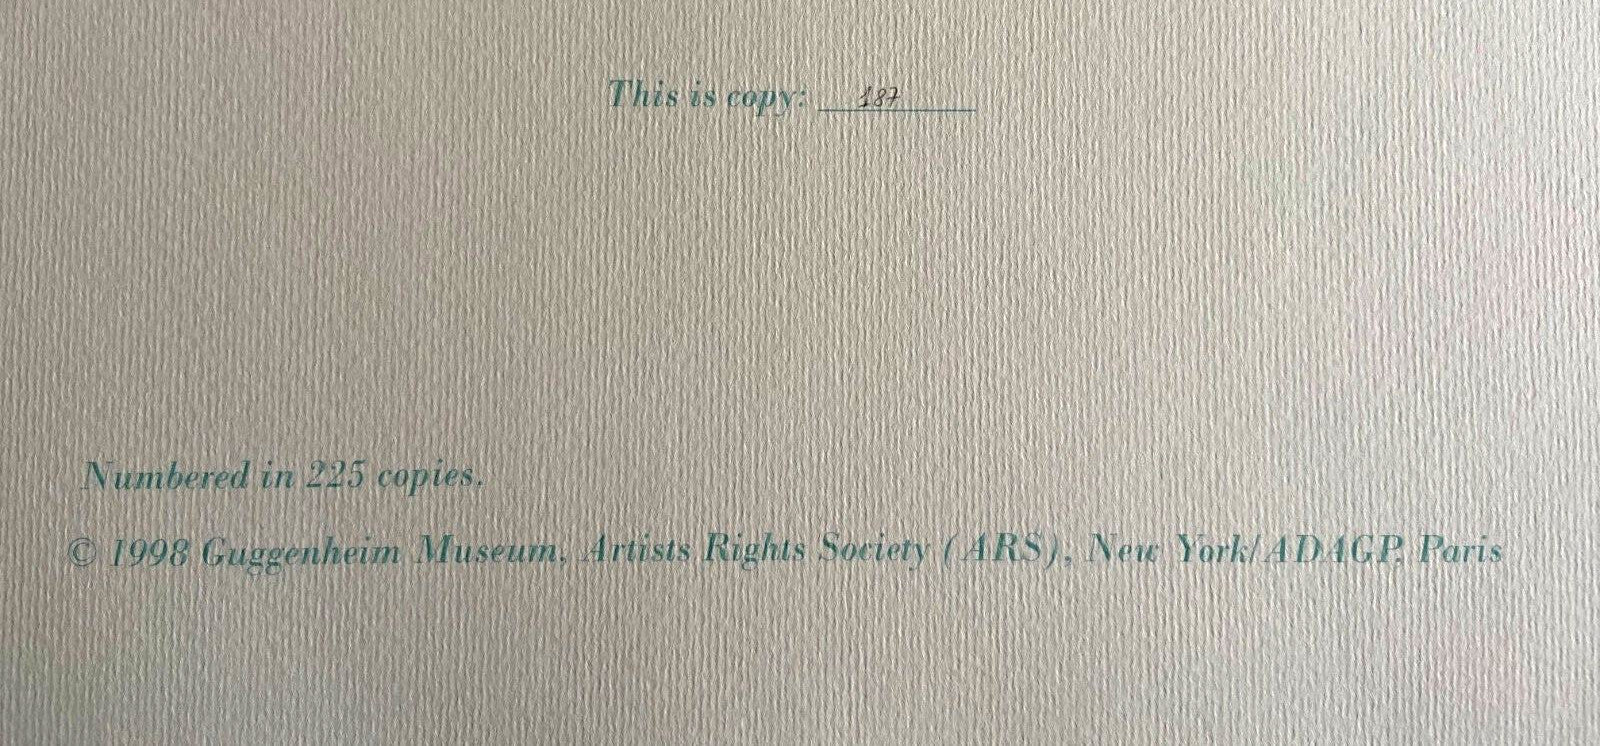 This is copy: 187
Numbered in 225 copies.
© 1998 Guggenheim Museum, Artists Rights Society (ARS), New York/ADAGP, Paris